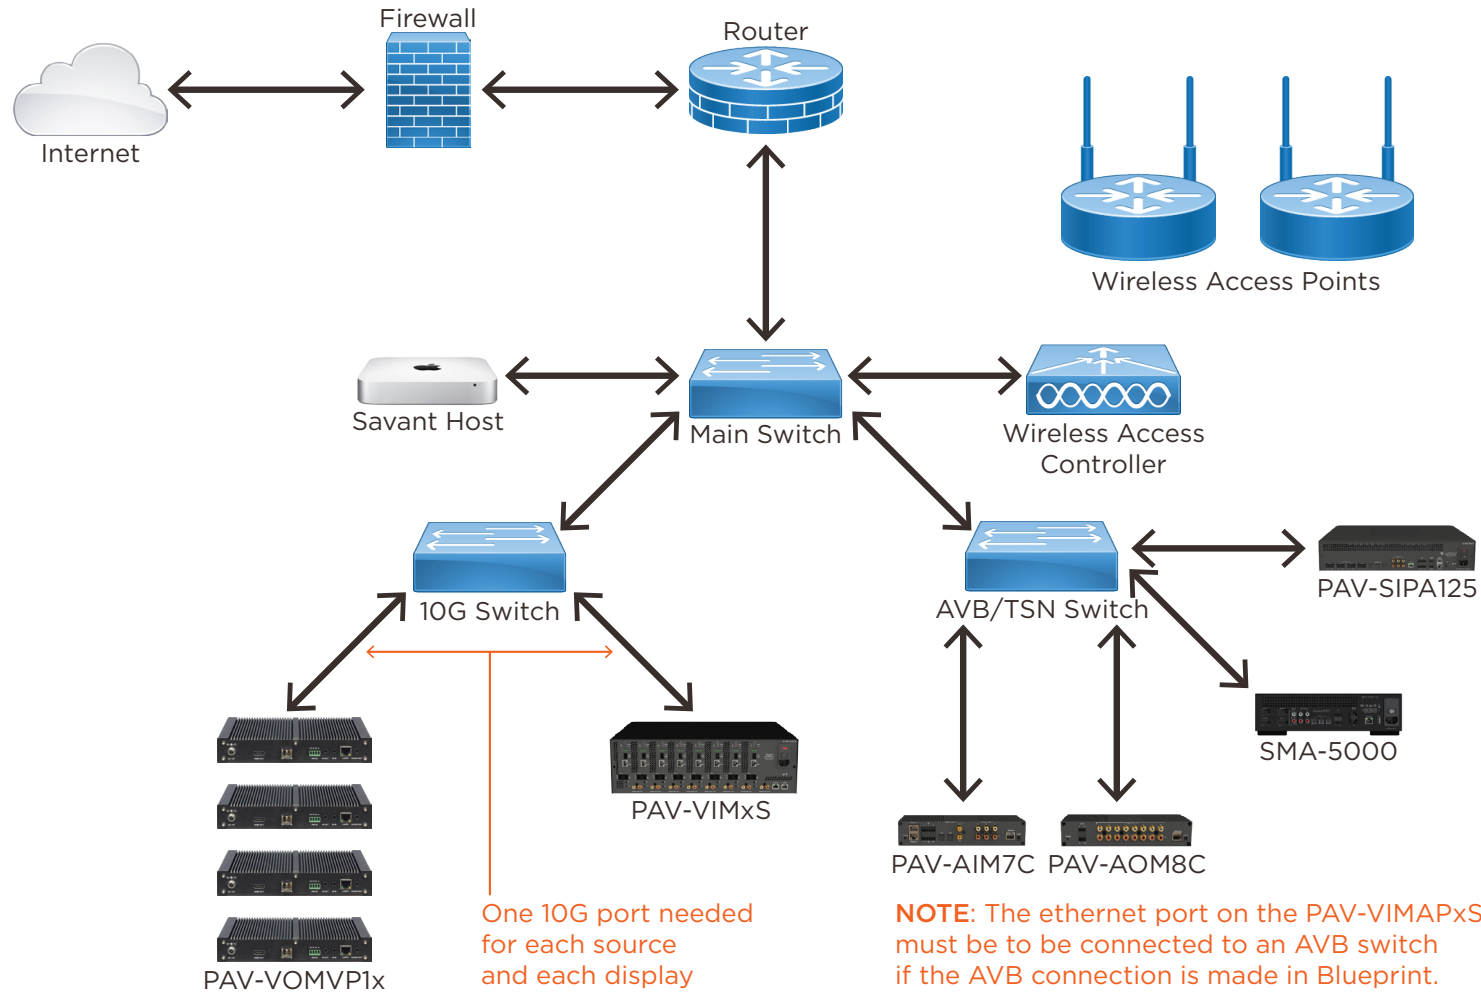 Firewall
Router
Internet
Wireless Access Points
Savant Host
Main Switch
Wireless Access
Controller
10G Switch
AVB/TSN Switch
PAV-SIPA125
SMA-5000
PAV-VIMxS
PAV-AIM7C
PAV-AOM8C
PAV-VOMVP1x
One 10G port needed
for each source
and each display
NOTE: The ethernet port on the PAV-VIMAPxS
must be to be connected to an AVB switch
if the AVB connection is made in Blueprint.